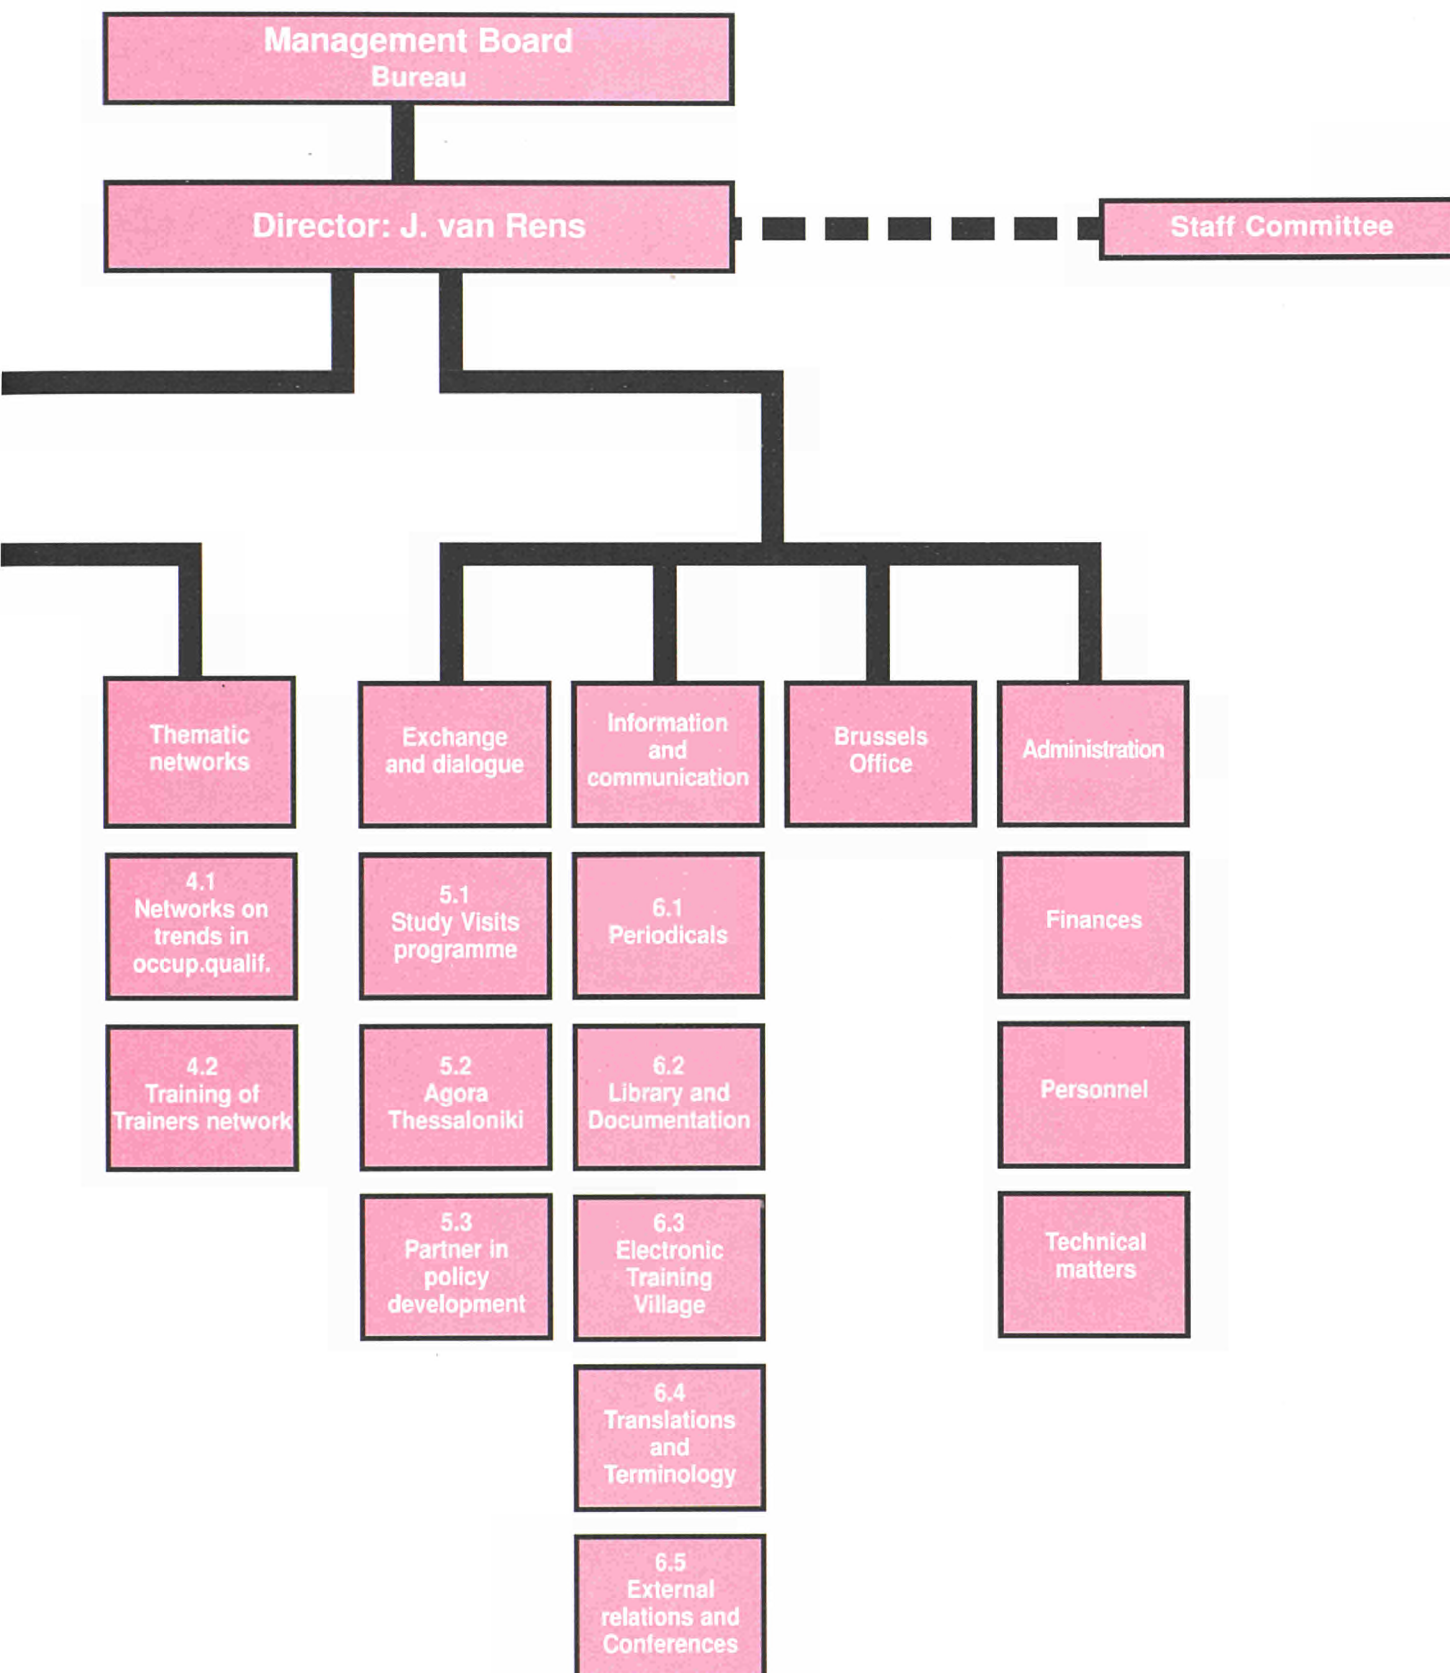 Management Board
Bureau
Director: J. van Rens
Staff Committee
Thematic
networks
4.1
Networks on
trends in
occup.qualif.
4.2
Training of
Trainers network
Exchange
and dialogue
5.1
Study Visits
programme
5.2
Agora
Thessaloniki
5.3
Partner in
policy
development
Information
and
communication
6.1
Periodicals
6.2
Library and
Documentation
6.3
Electronic
Training
Village
6.4
Translations
and
Terminology
6.5
External
relations and
Conferences
Brussels
Office
Administration
Finances
Personnel
Technical
matters